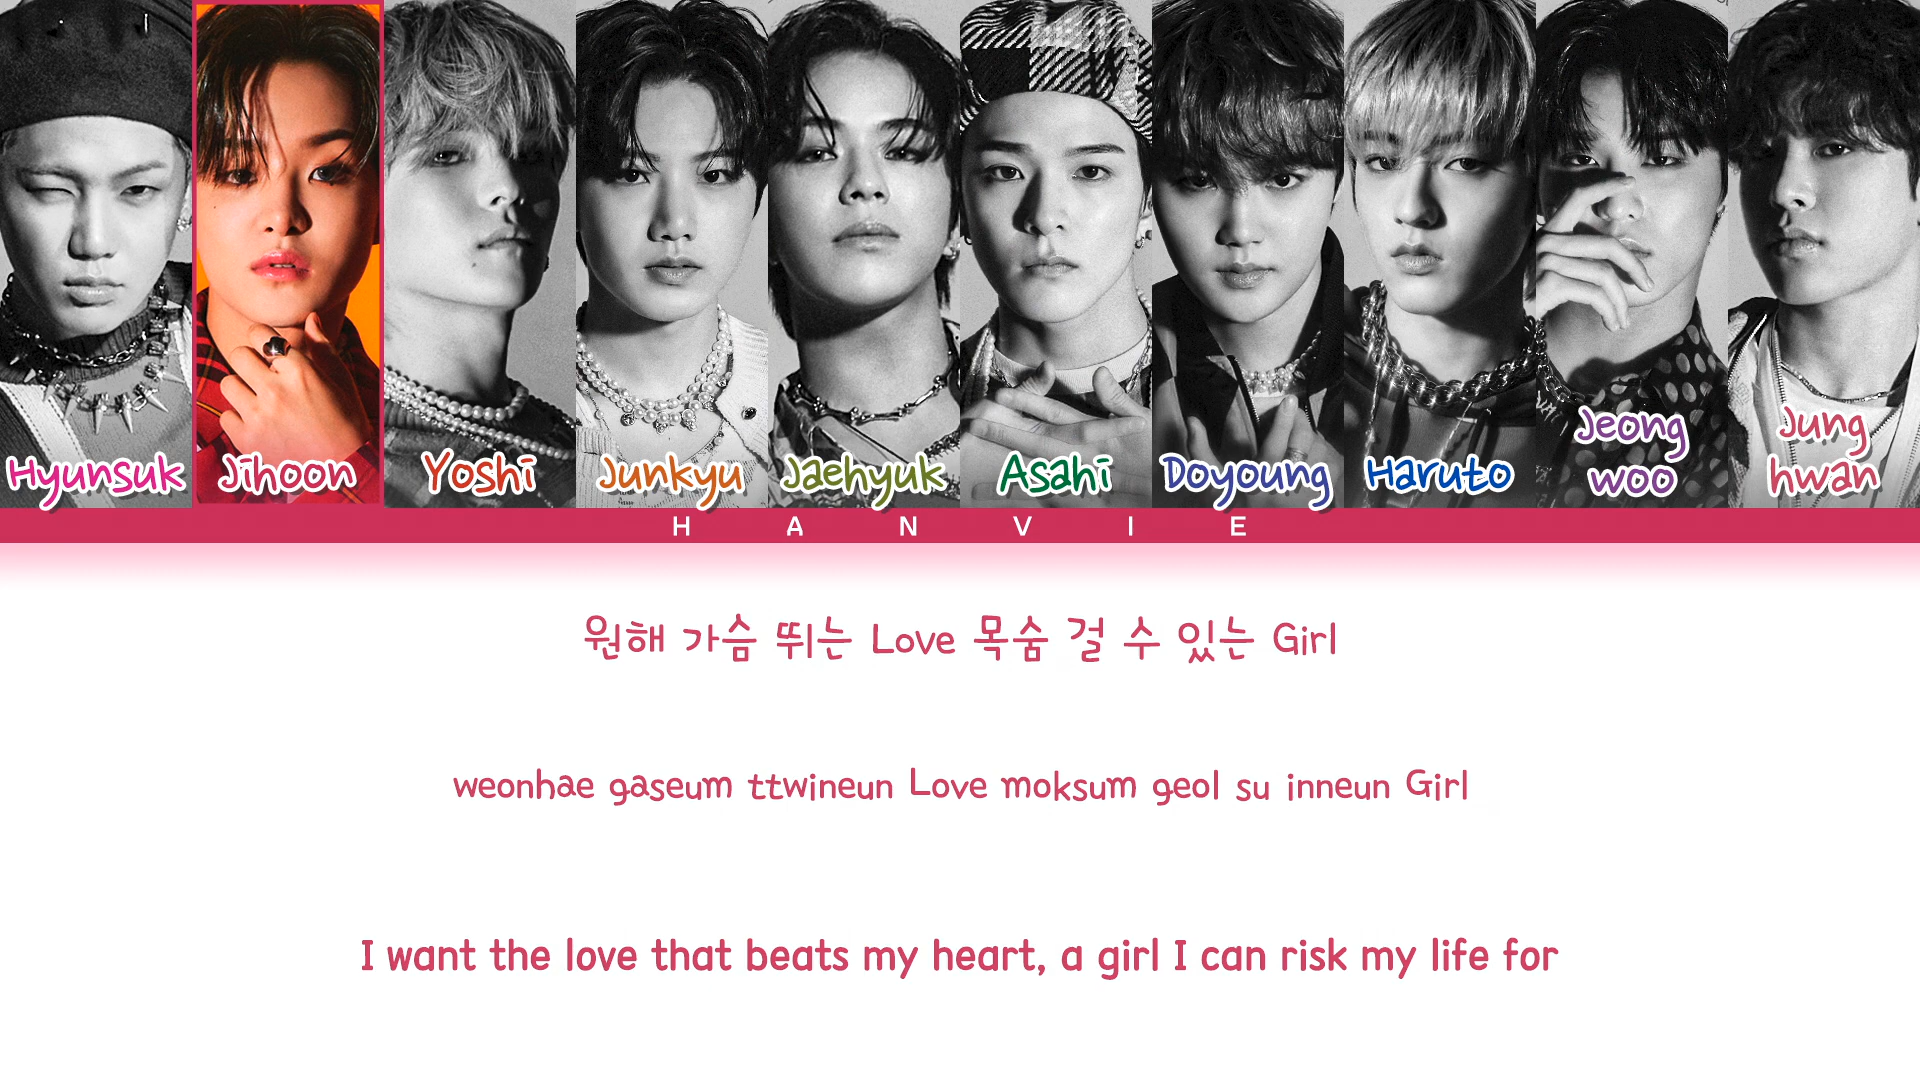 Hyunsuk
Jihoon
Yoshi
Junkyu
Jaehyuk
Asahi
Doyoung
Haruto
Jeong
woo
Jung
hwan
HANVIE
원해 가슴 뛰는 Love 목숨 걸 수 있는 Girl
weonhae gaseum ttwineun Love moksum geol su inneun Girl
I want the love that beats my heart, a girl I can risk my life for